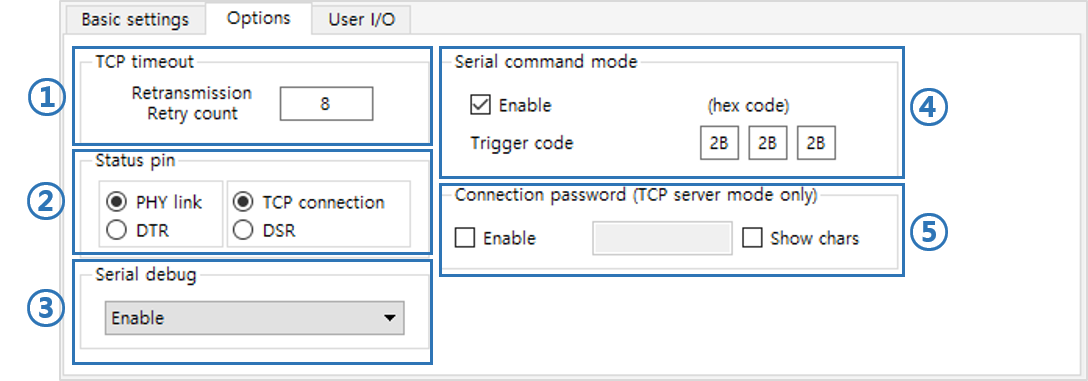 Basic settings
Options
User I/O
1
TCP timeout
Retransmission
Retry count
8
2
Status pin
PHY link
TCP connection
DTR
DSR
3
Serial debug
Enable
4
Serial command mode
Enable
(hex code)
Trigger code
2B 2B 2B
5
Connection password (TCP server mode only)
Enable
Show chars